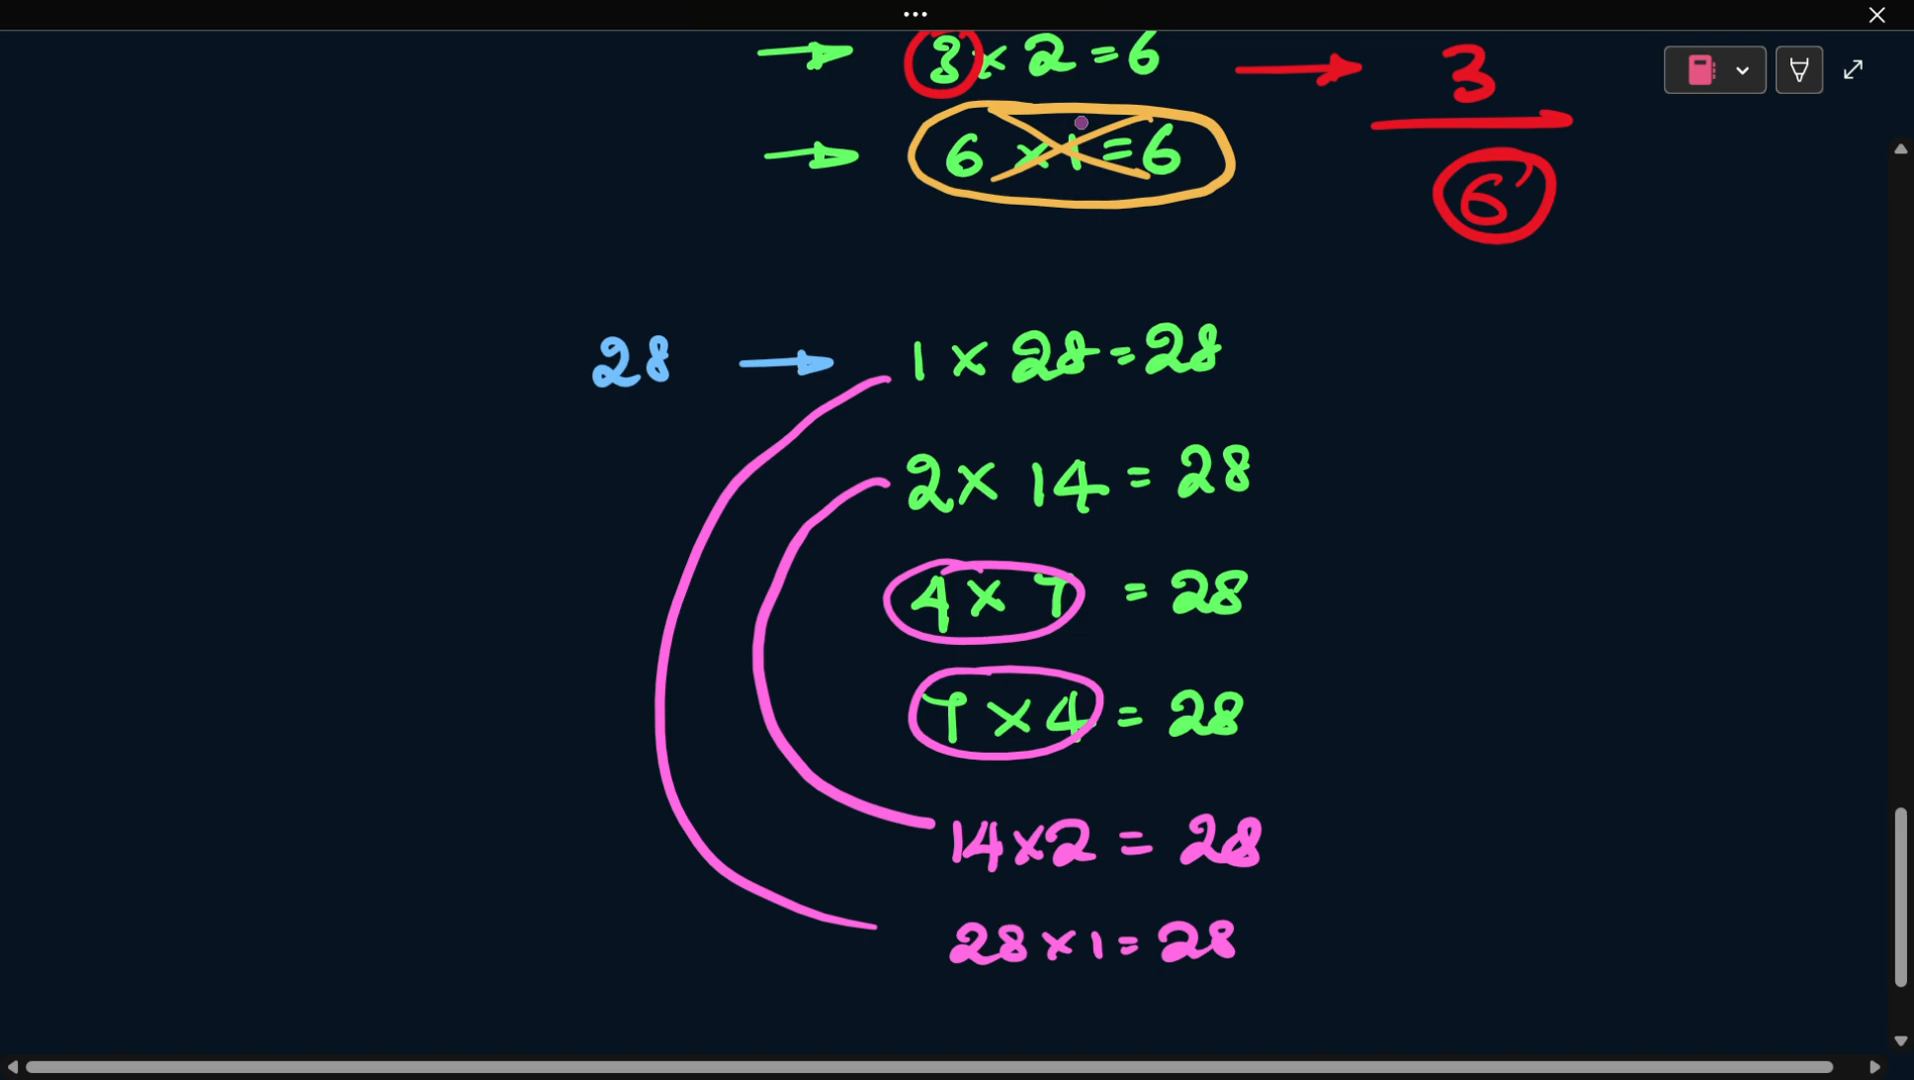 3 × 2 = 6
3
6 × 1 = 6
6
28 → 1 × 28 = 28
2 × 14 = 28
4 × 7 = 28
7 × 4 = 28
14 × 2 = 28
28 × 1 = 28